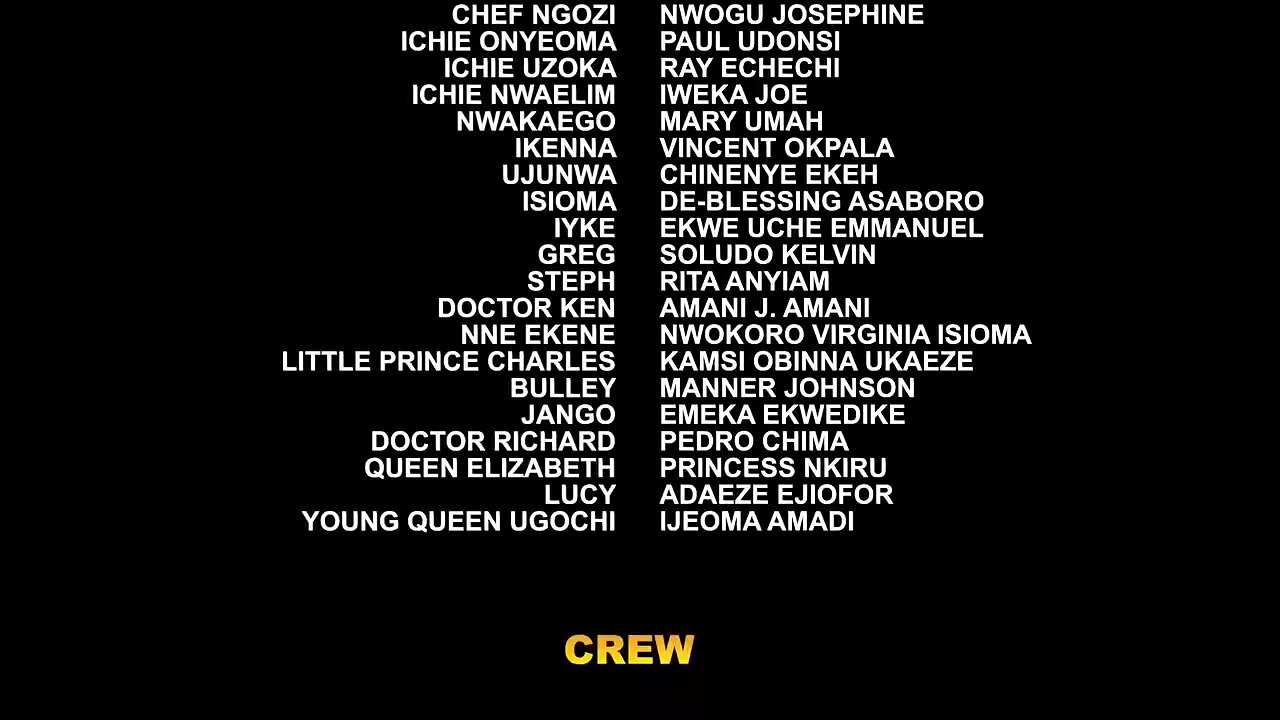 CHEF NGOZI NWOGU JOSEPHINE
ICHIE ONYEOMA PAUL UDONSI
ICHIE UZOKA RAY ECHECHI
ICHIE NWAELIM IWEKA JOE
NWAKAEGO MARY UMAH
IKENNA VINCENT OKPALA
UJUNWA CHINENYE EKEH
ISIOMA DE-BLESSING ASABORO
IYKE EKWE UCHE EMMANUEL
GREG SOLUDO KELVIN
STEPH RITA ANYIAM
DOCTOR KEN AMANI J. AMANI
NNE EKENE NWOKORO VIRGINIA ISIOMA
LITTLE PRINCE CHARLES KAMSI OBINNA UKAEZE
BULLEY MANNER JOHNSON
JANGO EMEKA EKWEDIKE
DOCTOR RICHARD PEDRO CHIMA
QUEEN ELIZABETH PRINCESS NKIRU
LUCY ADAEZE EJIOFOR
YOUNG QUEEN UGOCHI IJEOMA AMADI
CREW